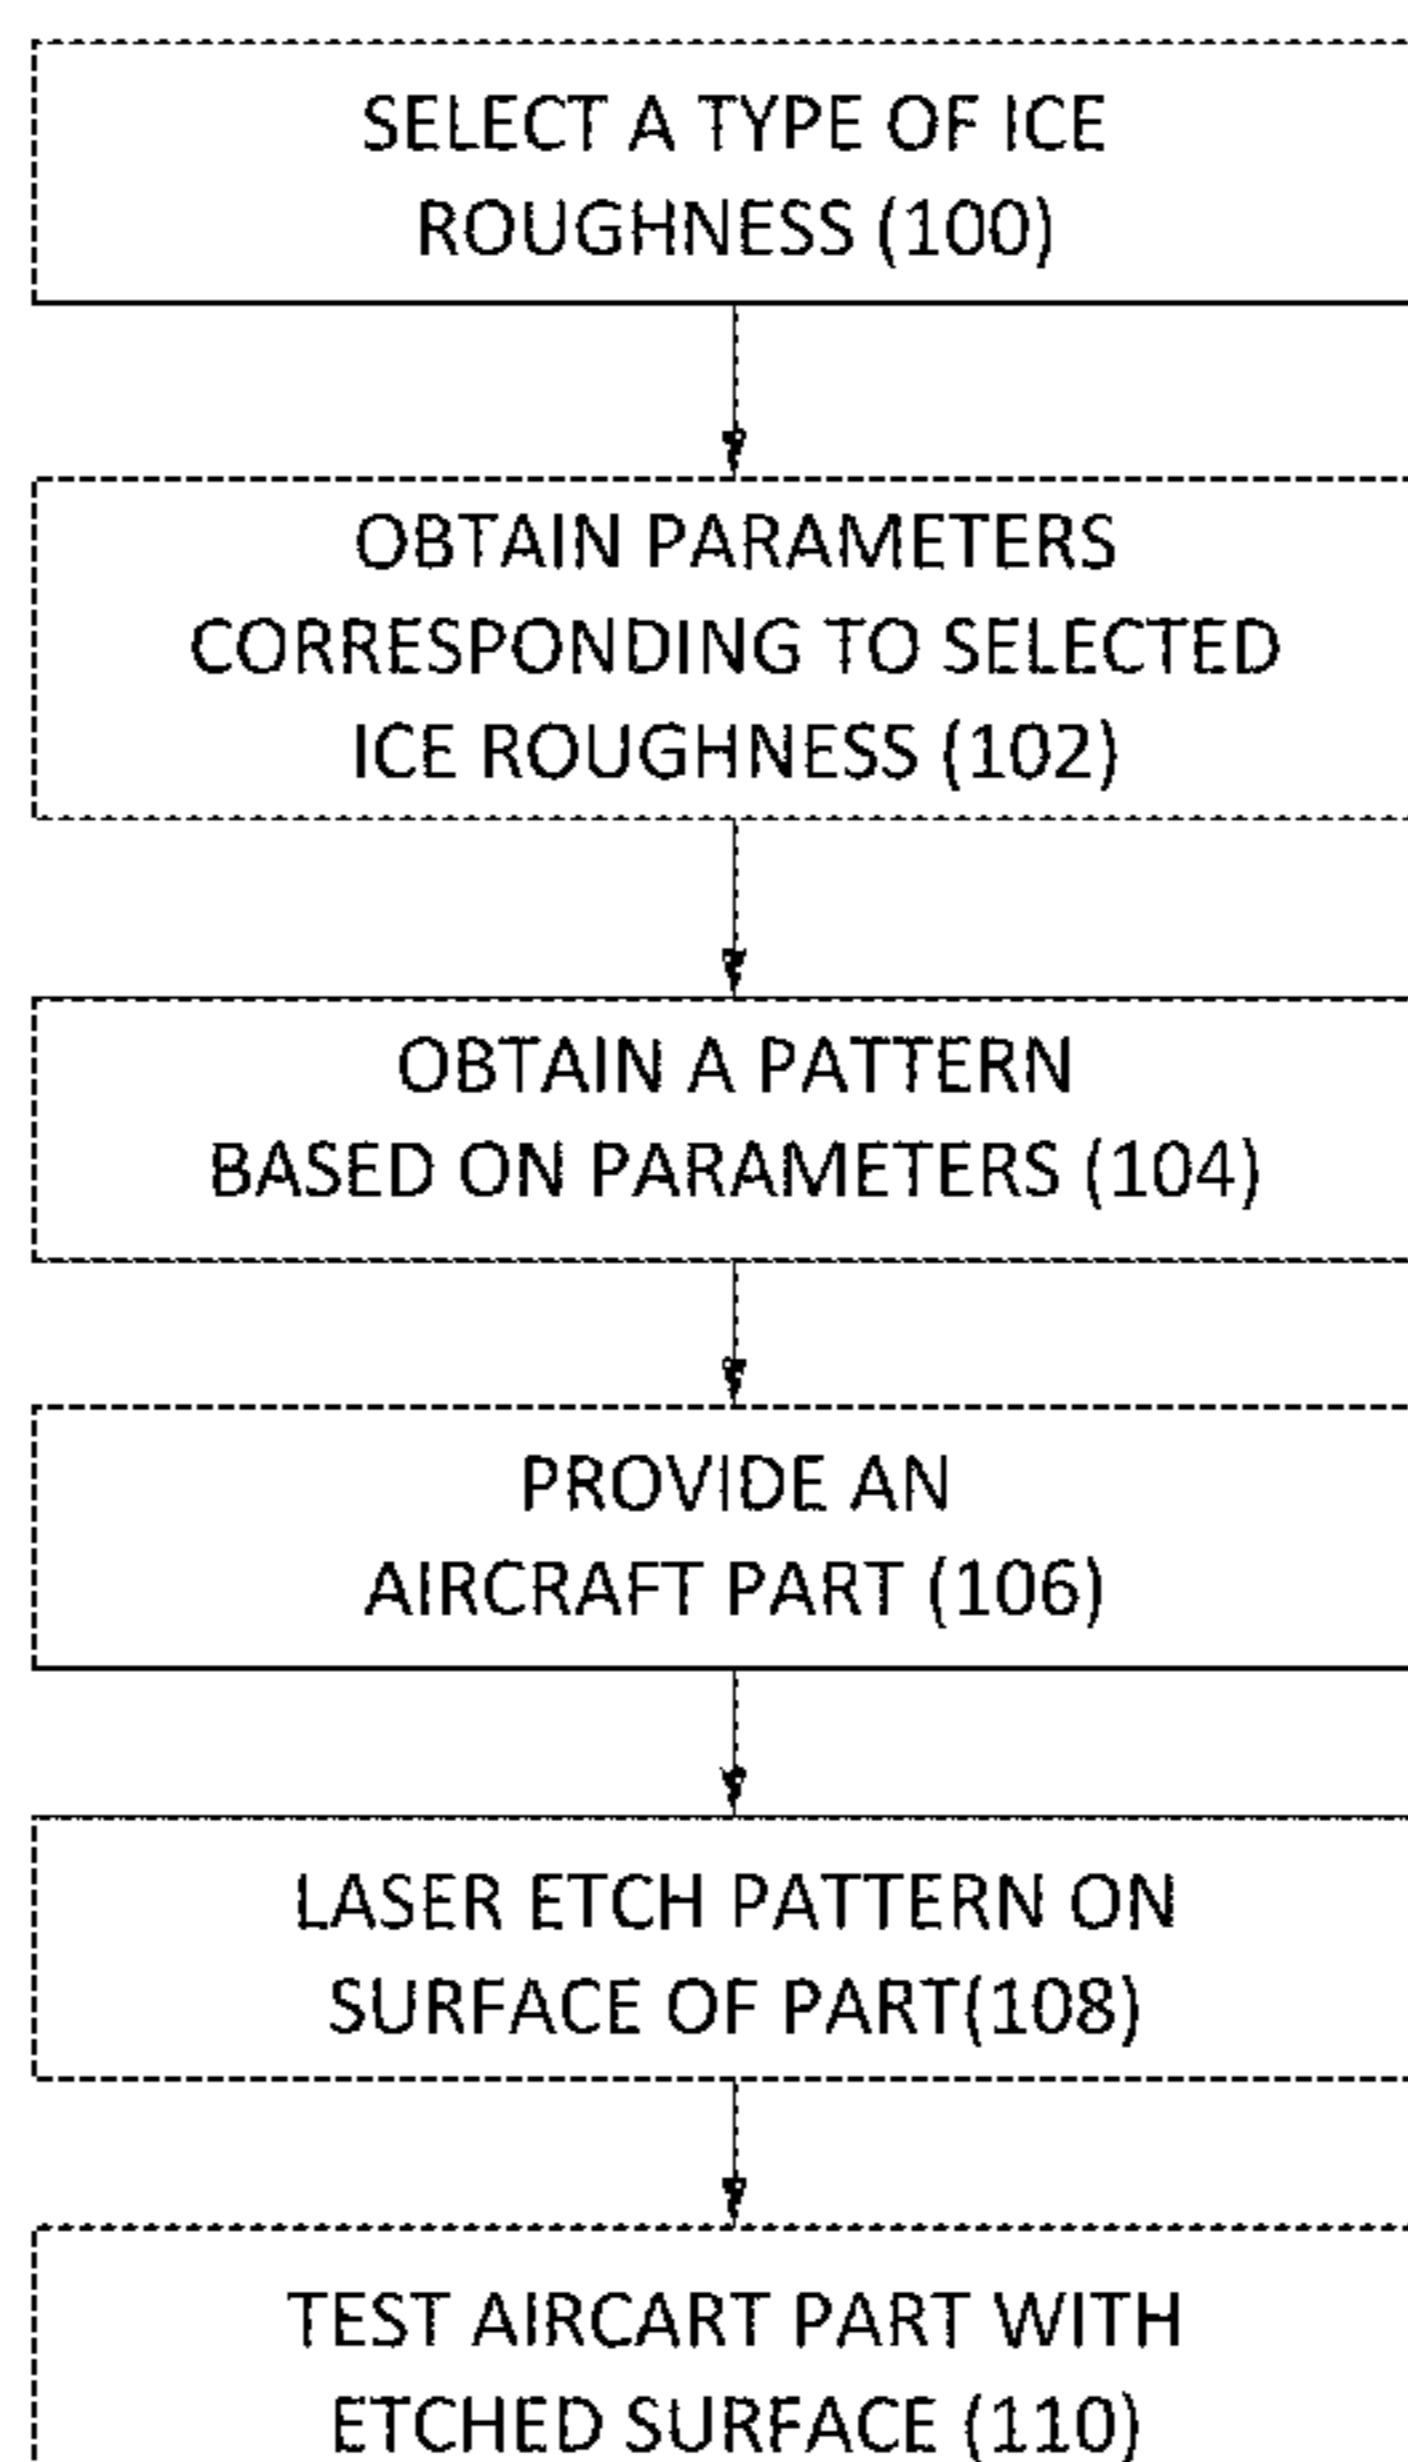 SELECT A TYPE OF ICE
ROUGHNESS (100)
OBTAIN PARAMETERS
CORRESPONDING TO SELECTED
ICE ROUGHNESS (102)
OBTAIN A PATTERN
BASED ON PARAMETERS (104)
PROVIDE AN
AIRCRAFT PART (106)
LASER ETCH PATTERN ON
SURFACE OF PART(108)
TEST AIRCART PART WITH
ETCHED SURFACE (110)